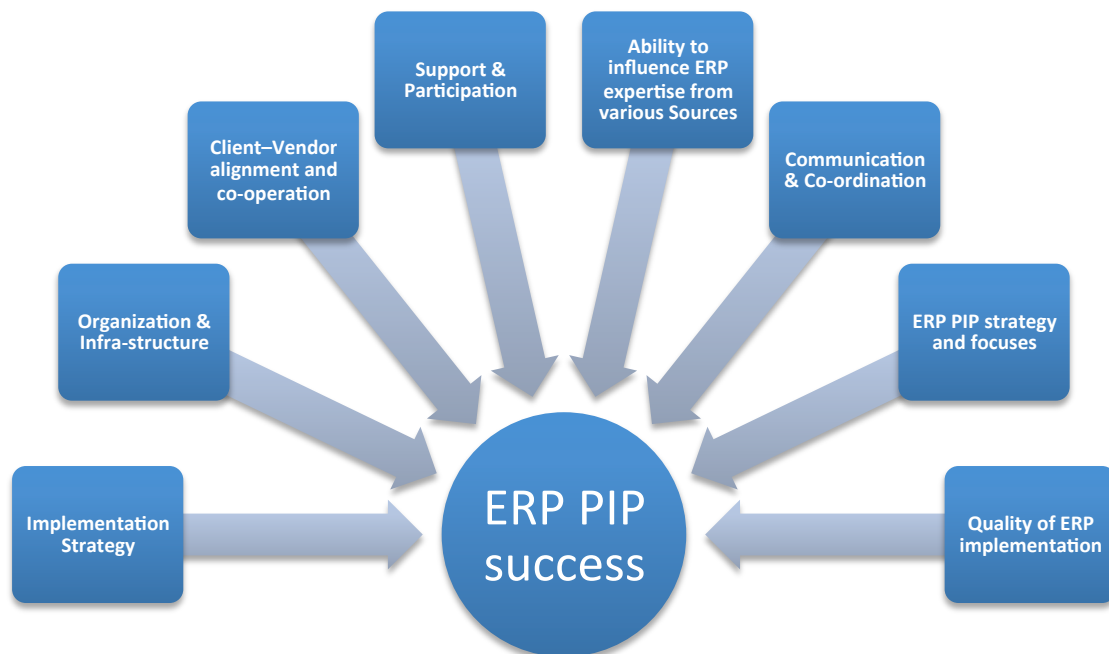 Ability to
influence ERP
expertise from
various Sources
Support &
Participation
Client–Vendor
alignment and
co-operation
Communication
& Co-ordination
Organization &
Infra-structure
ERP PIP strategy
and focuses
Implementation
Strategy
ERP PIP
success
Quality of ERP
implementation